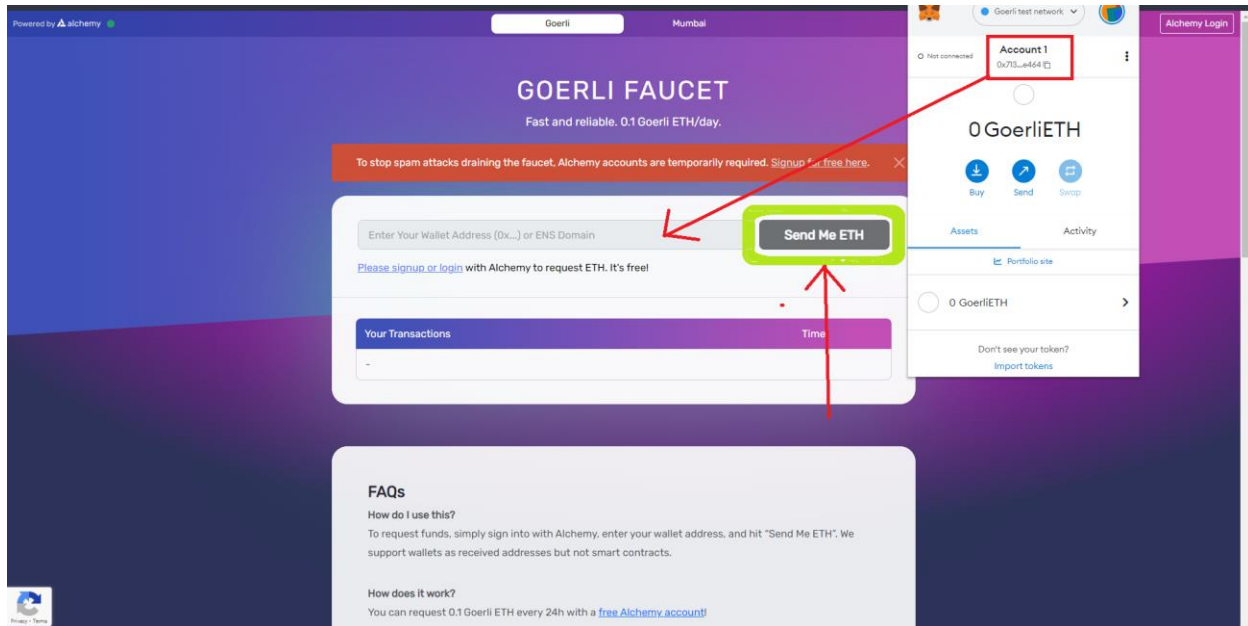 Powered by alchemy
Goerli
Mumbai
Alchemy Login
GOERLI FAUCET
Fast and reliable. 0.1 Goerli ETH/day.
To stop spam attacks draining the faucet, Alchemy accounts are temporarily required. Signup for free here.
Enter Your Wallet Address (0x...) or ENS Domain
Send Me ETH
Please signup or login with Alchemy to request ETH. It's free!
Your Transactions
Time
-
FAQs
How do I use this?
To request funds, simply sign into with Alchemy, enter your wallet address, and hit "Send Me ETH". We
support wallets as received addresses but not smart contracts.
How does it work?
You can request 0.1 Goerli ETH every 24h with a free Alchemy account!
Goerli test network
Not connected
Account 1
0x713...e464
0 GoerliETH
Buy
Send
Swap
Assets
Activity
Portfolio site
0 GoerliETH
Don't see your token?
Import tokens
Privacy - Terms